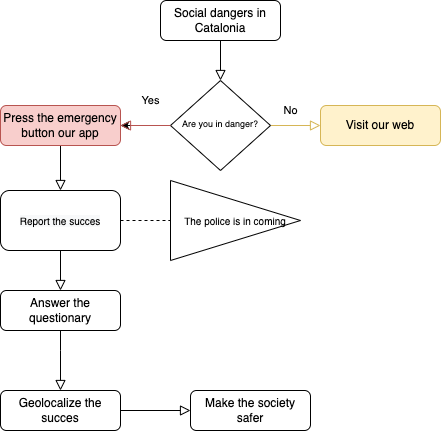 Social dangers in
Catalonia
Yes
Are you in danger?
No
Press the emergency
button our app
Visit our web
Report the succes
The police is in coming
Answer the
questionary
Geolocalize the
succes
Make the society
safer